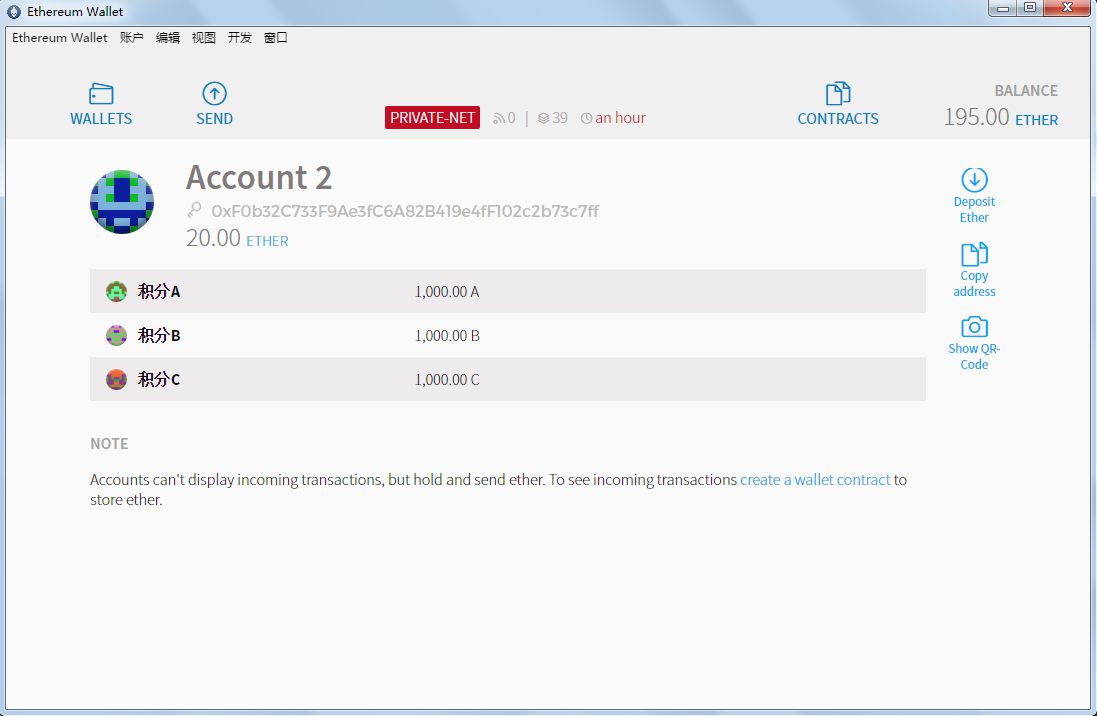 Ethereum Wallet
Ethereum Wallet 账户 编辑 视图 开发 窗口
WALLETS
SEND
PRIVATE-NET 0 | 39 an hour
CONTRACTS
BALANCE
195.00 ETHER
Account 2
0xF0b32C733F9Ae3fC6A82B419e4fF102c2b73c7ff
20.00 ETHER
Deposit
Ether
Copy
address
Show QR-
Code
积分A 1,000.00 A
积分B 1,000.00 B
积分C 1,000.00 C
NOTE
Accounts can't display incoming transactions, but hold and send ether. To see incoming transactions create a wallet contract to
store ether.